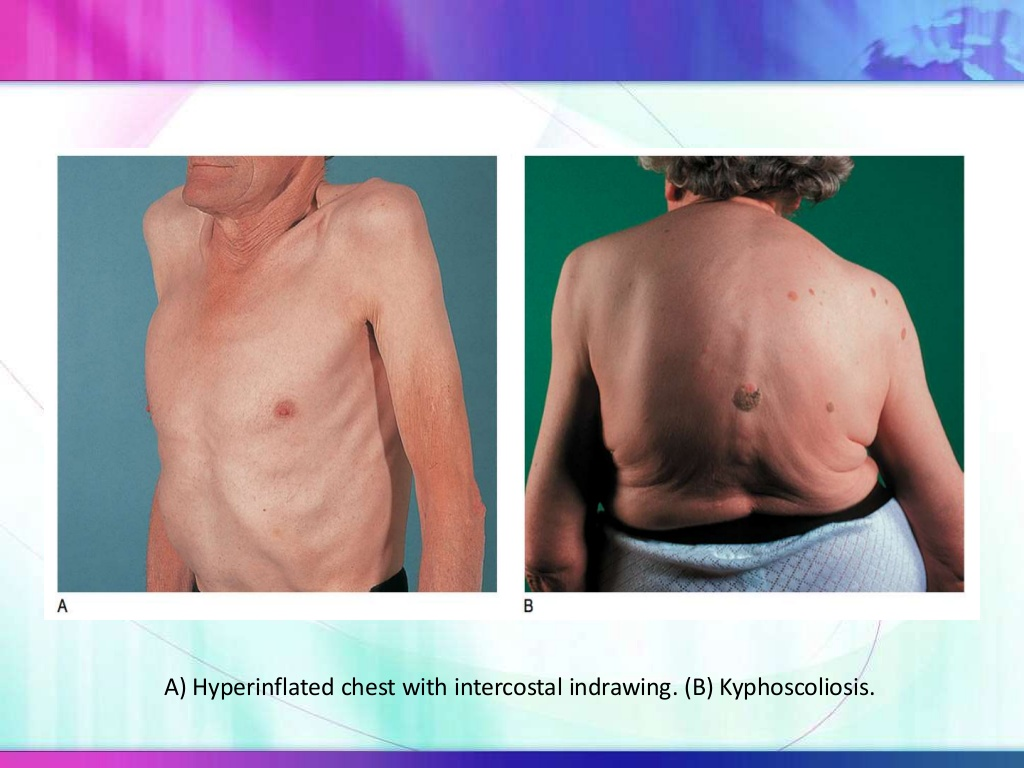 A
B
A) Hyperinflated chest with intercostal indrawing. (B) Kyphoscoliosis.